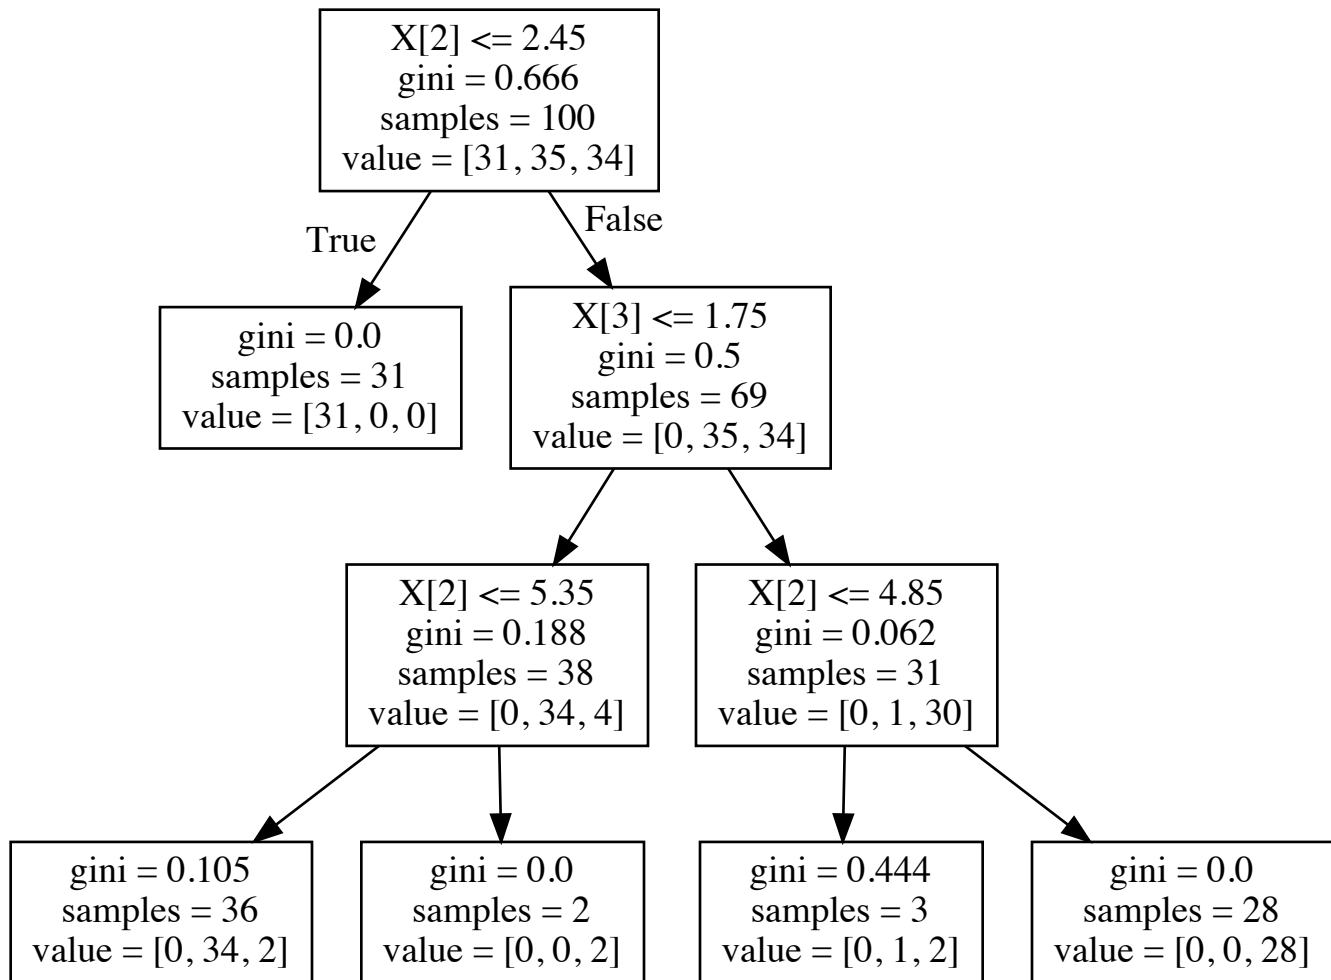 X[2] <= 2.45
gini = 0.666
samples = 100
value = [31, 35, 34]
True
False
gini = 0.0
samples = 31
value = [31, 0, 0]
X[3] <= 1.75
gini = 0.5
samples = 69
value = [0, 35, 34]
X[2] <= 5.35
gini = 0.188
samples = 38
value = [0, 34, 4]
X[2] <= 4.85
gini = 0.062
samples = 31
value = [0, 1, 30]
gini = 0.105
samples = 36
value = [0, 34, 2]
gini = 0.0
samples = 2
value = [0, 0, 2]
gini = 0.444
samples = 3
value = [0, 1, 2]
gini = 0.0
samples = 28
value = [0, 0, 28]